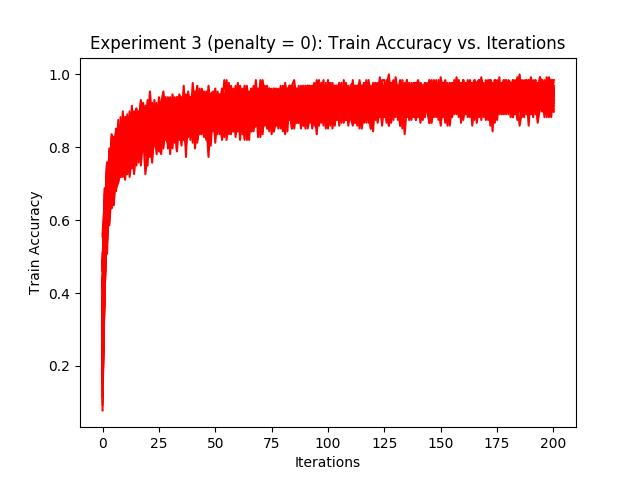 Experiment 3 (penalty = 0): Train Accuracy vs. Iterations
1.0
0.8
0.6
0.4
0.2
Train Accuracy
0 25 50 75 100 125 150 175 200
Iterations